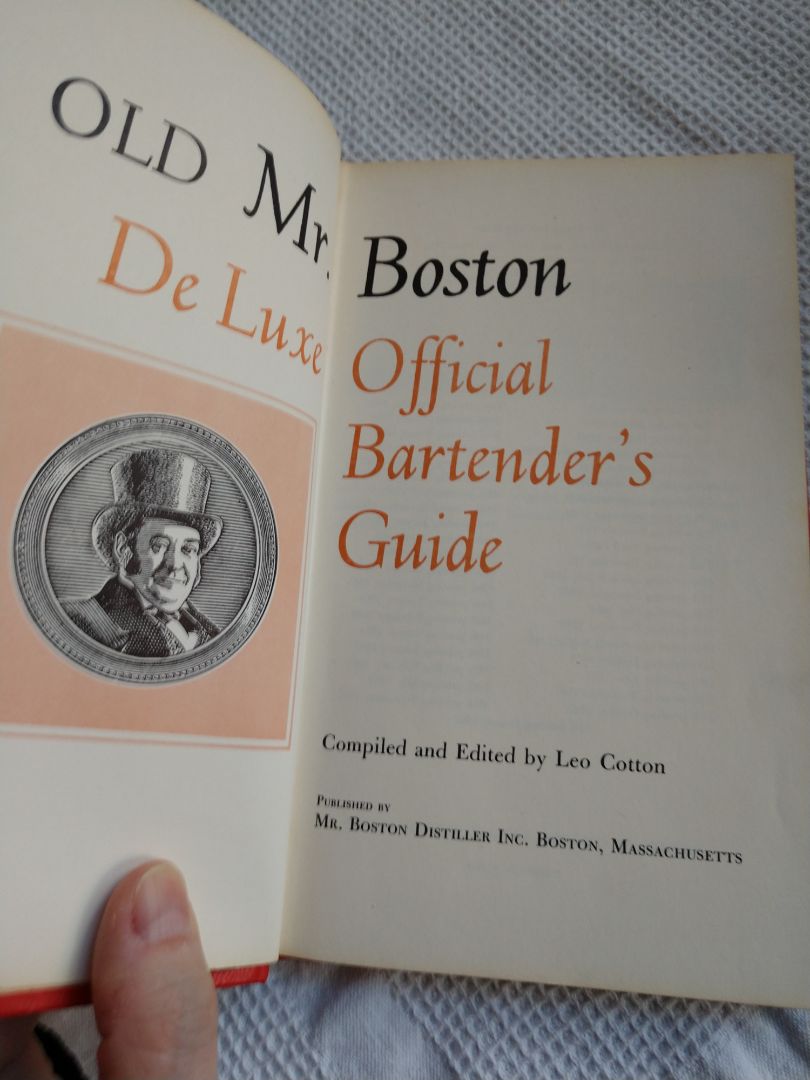 OLD Mr. Boston
De Luxe Official
Bartender's
Guide
Compiled and Edited by Leo Cotton
Published by
Mr. Boston Distiller Inc. Boston, Massachusetts